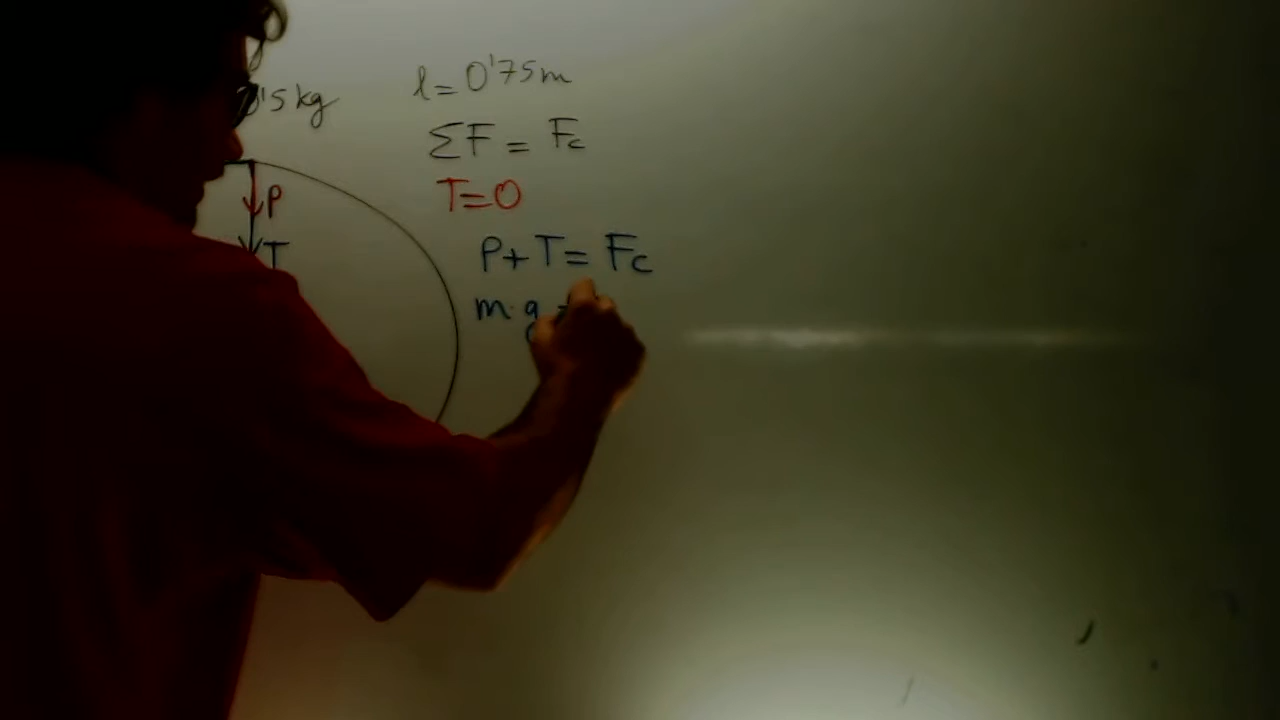 '5 kg
l = 0'75 m
ΣF = Fc
T=0
P
T
P + T = Fc
m · g